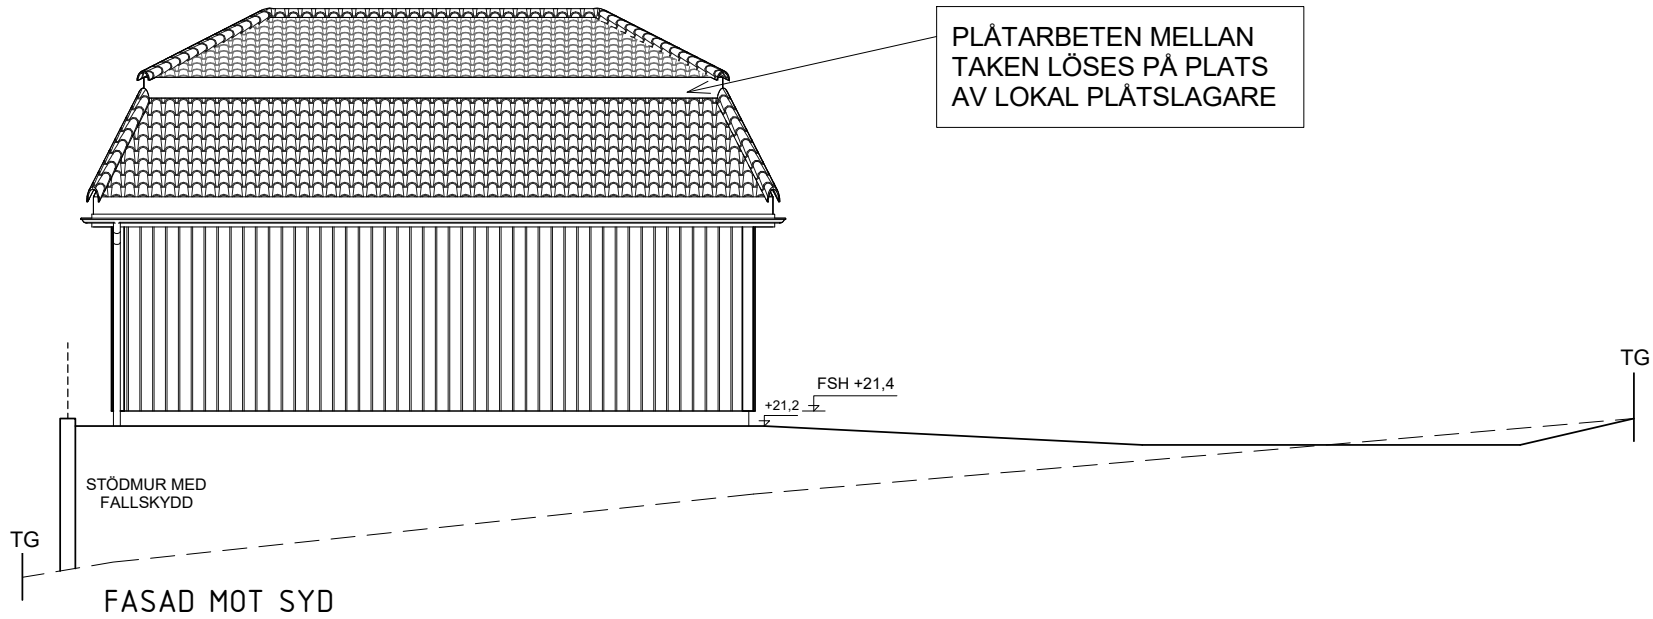 PLÅTARBETEN MELLAN
TAKEN LÖSES PÅ PLATS
AV LOKAL PLÅTSLAGARE
TG
FSH +21,4
+21,2
STÖDMUR MED
FALLSKYDD
TG
FASAD MOT SYD